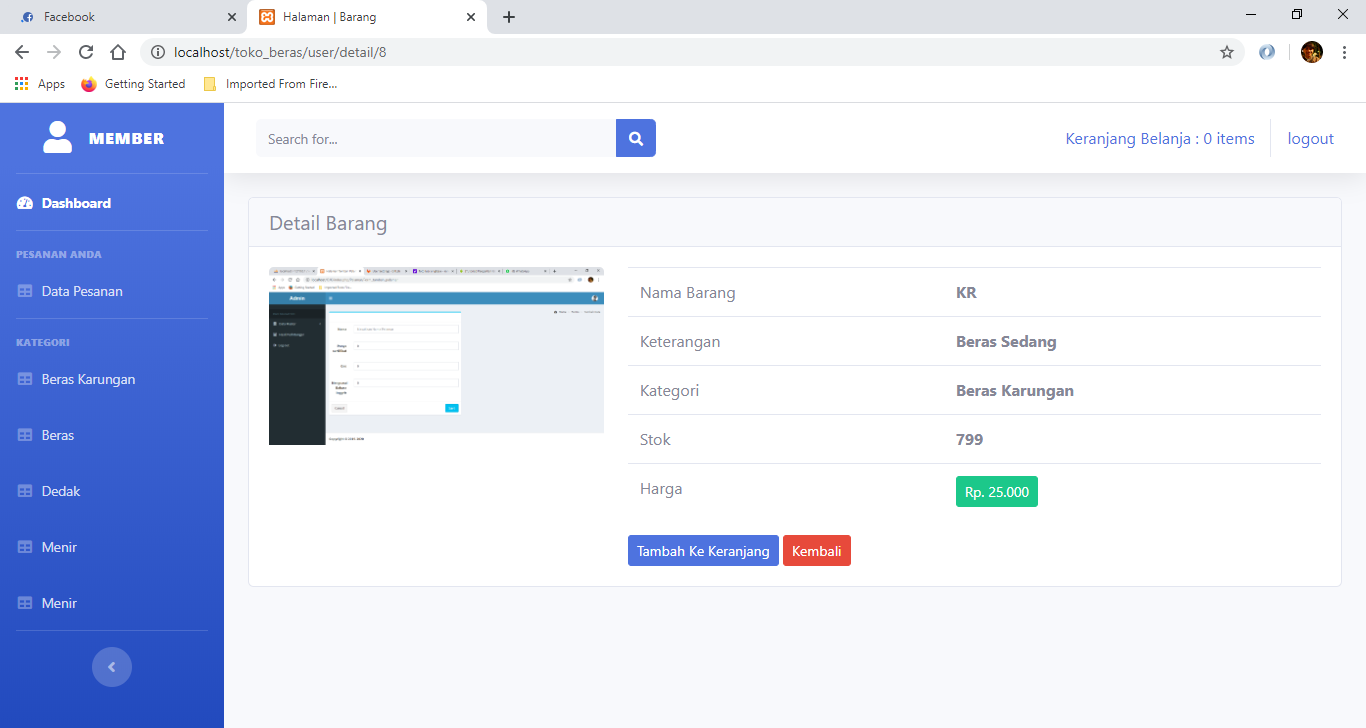 Facebook
Halaman | Barang
localhost/toko_beras/user/detail/8
Apps
Getting Started
Imported From Fire...
MEMBER
Search for...
Keranjang Belanja : 0 items
logout
Dashboard
PESANAN ANDA
Data Pesanan
KATEGORI
Beras Karungan
Beras
Dedak
Menir
Menir
Detail Barang
Admin
Nama Barang KR
Keterangan Beras Sedang
Kategori Beras Karungan
Stok 799
Harga Rp. 25.000
Tambah Ke Keranjang Kembali